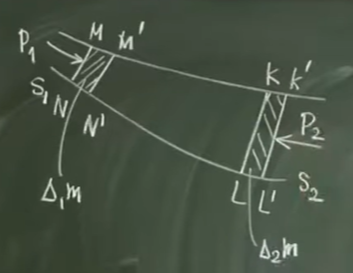 P₁ M M'
S₁ N N'
Δ₁m
K K'
P₂
L L' S₂
Δ₂m